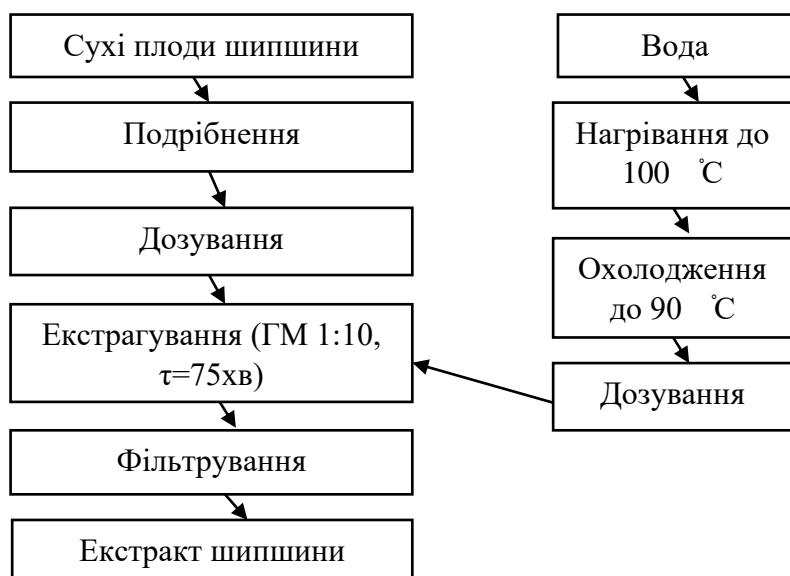 Сухі плоди шипшини
Подрібнення
Дозування
Екстрагування (ГМ 1:10,
τ=75хв)
Фільтрування
Екстракт шипшини
Вода
Нагрівання до
100 ℃
Охолодження
до 90 ℃
Дозування